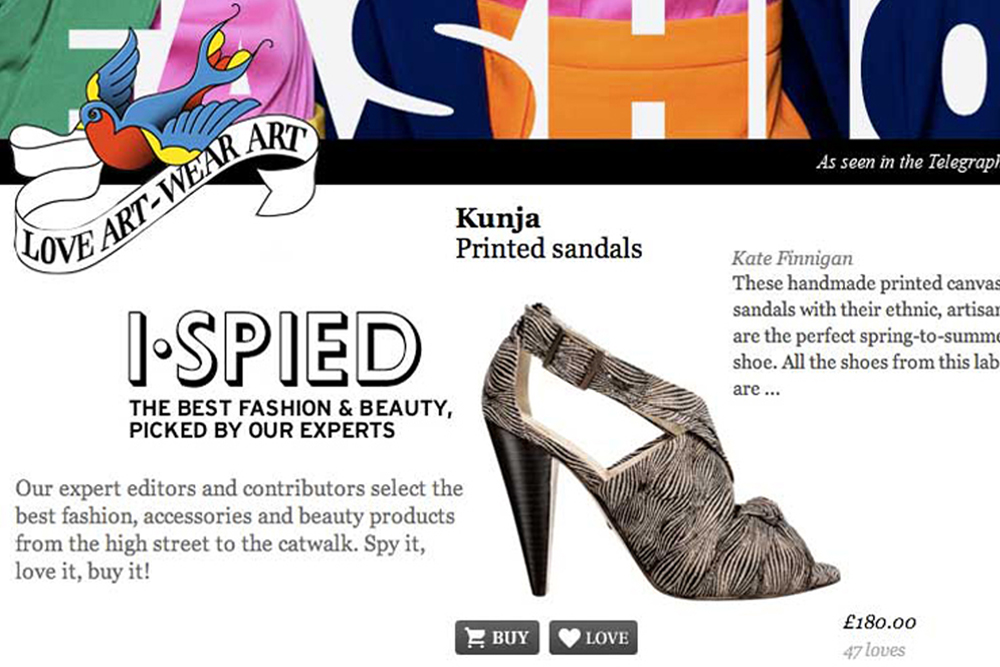 FASHIO
As seen in the Telegraph
LOVE ART-WEAR ART
Kunja
Printed sandals
Kate Finnigan
These handmade printed canvas
sandals with their ethnic, artisan
are the perfect spring-to-summe
shoe. All the shoes from this lab
are ...
I·SPIED
THE BEST FASHION & BEAUTY,
PICKED BY OUR EXPERTS
Our expert editors and contributors select the
best fashion, accessories and beauty products
from the high street to the catwalk. Spy it,
love it, buy it!
BUY
LOVE
£180.00
47 loves